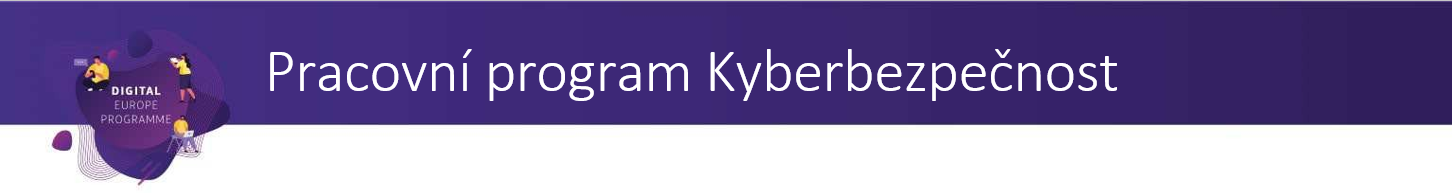 Pracovní program Kyberbezpečnost
DIGITAL
EUROPE
PROGRAMME